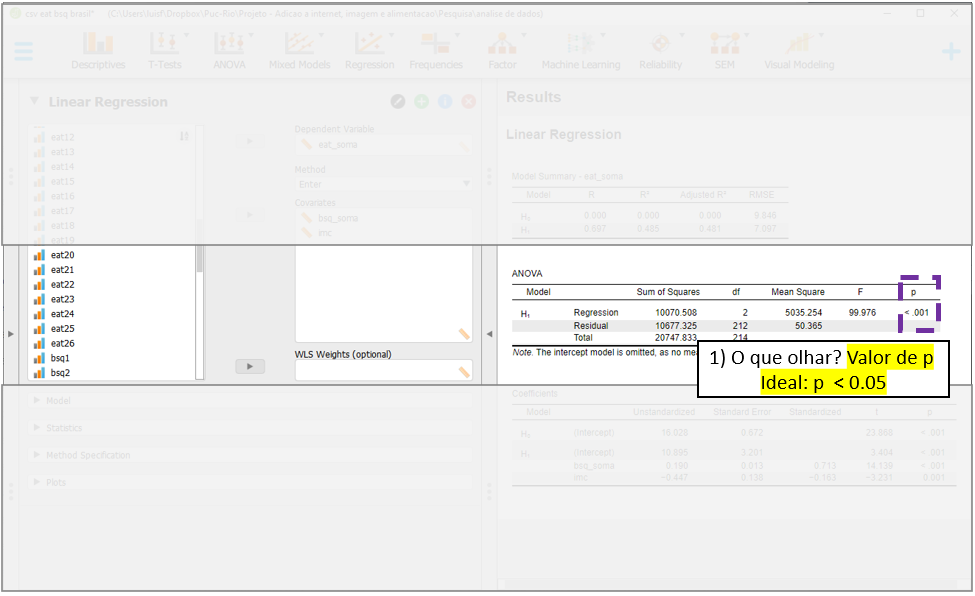 csv eat bsq brasil* (C:\Users\luisf\Dropbox\Puc-Rio\Projeto - Adicao a internet, imagem e alimentacao\Pesquisa\analise de dados)
Descriptives T-Tests ANOVA Mixed Models Regression Frequencies Factor Machine Learning Reliability SEM Visual Modeling
Linear Regression
eat12
eat13
eat14
eat15
eat16
eat17
eat18
eat19
eat20
eat21
eat22
eat23
eat24
eat25
eat26
bsq1
bsq2
Dependent Variable
eat_soma
Method
Enter
Covariates
bsq_soma
imc
WLS Weights (optional)
Model
Statistics
Method Specification
Plots
Results
Linear Regression
Model Summary - eat_soma
Model R R² Adjusted R² RMSE
H₀ 0.000 0.000 0.000 9.846
H₁ 0.697 0.485 0.481 7.097
ANOVA
Model Sum of Squares df Mean Square F p
H₁ Regression 10070.508 2 5035.254 99.976 < .001
Residual 10677.325 212 50.365
Total 20747.833 214
Note. The intercept model is omitted, as no mea
1) O que olhar? Valor de p
Ideal: p < 0.05
Coefficients
Model Unstandardized Standard Error Standardized t p
(Intercept) 0.672 < .001
H₁ (Intercept) 10.895 3.201 3.404 < .001
bsq_soma 0.199 0.013 0.713 14.139 < .001
imc −0.447 0.138 −0.163 −3.231 0.001